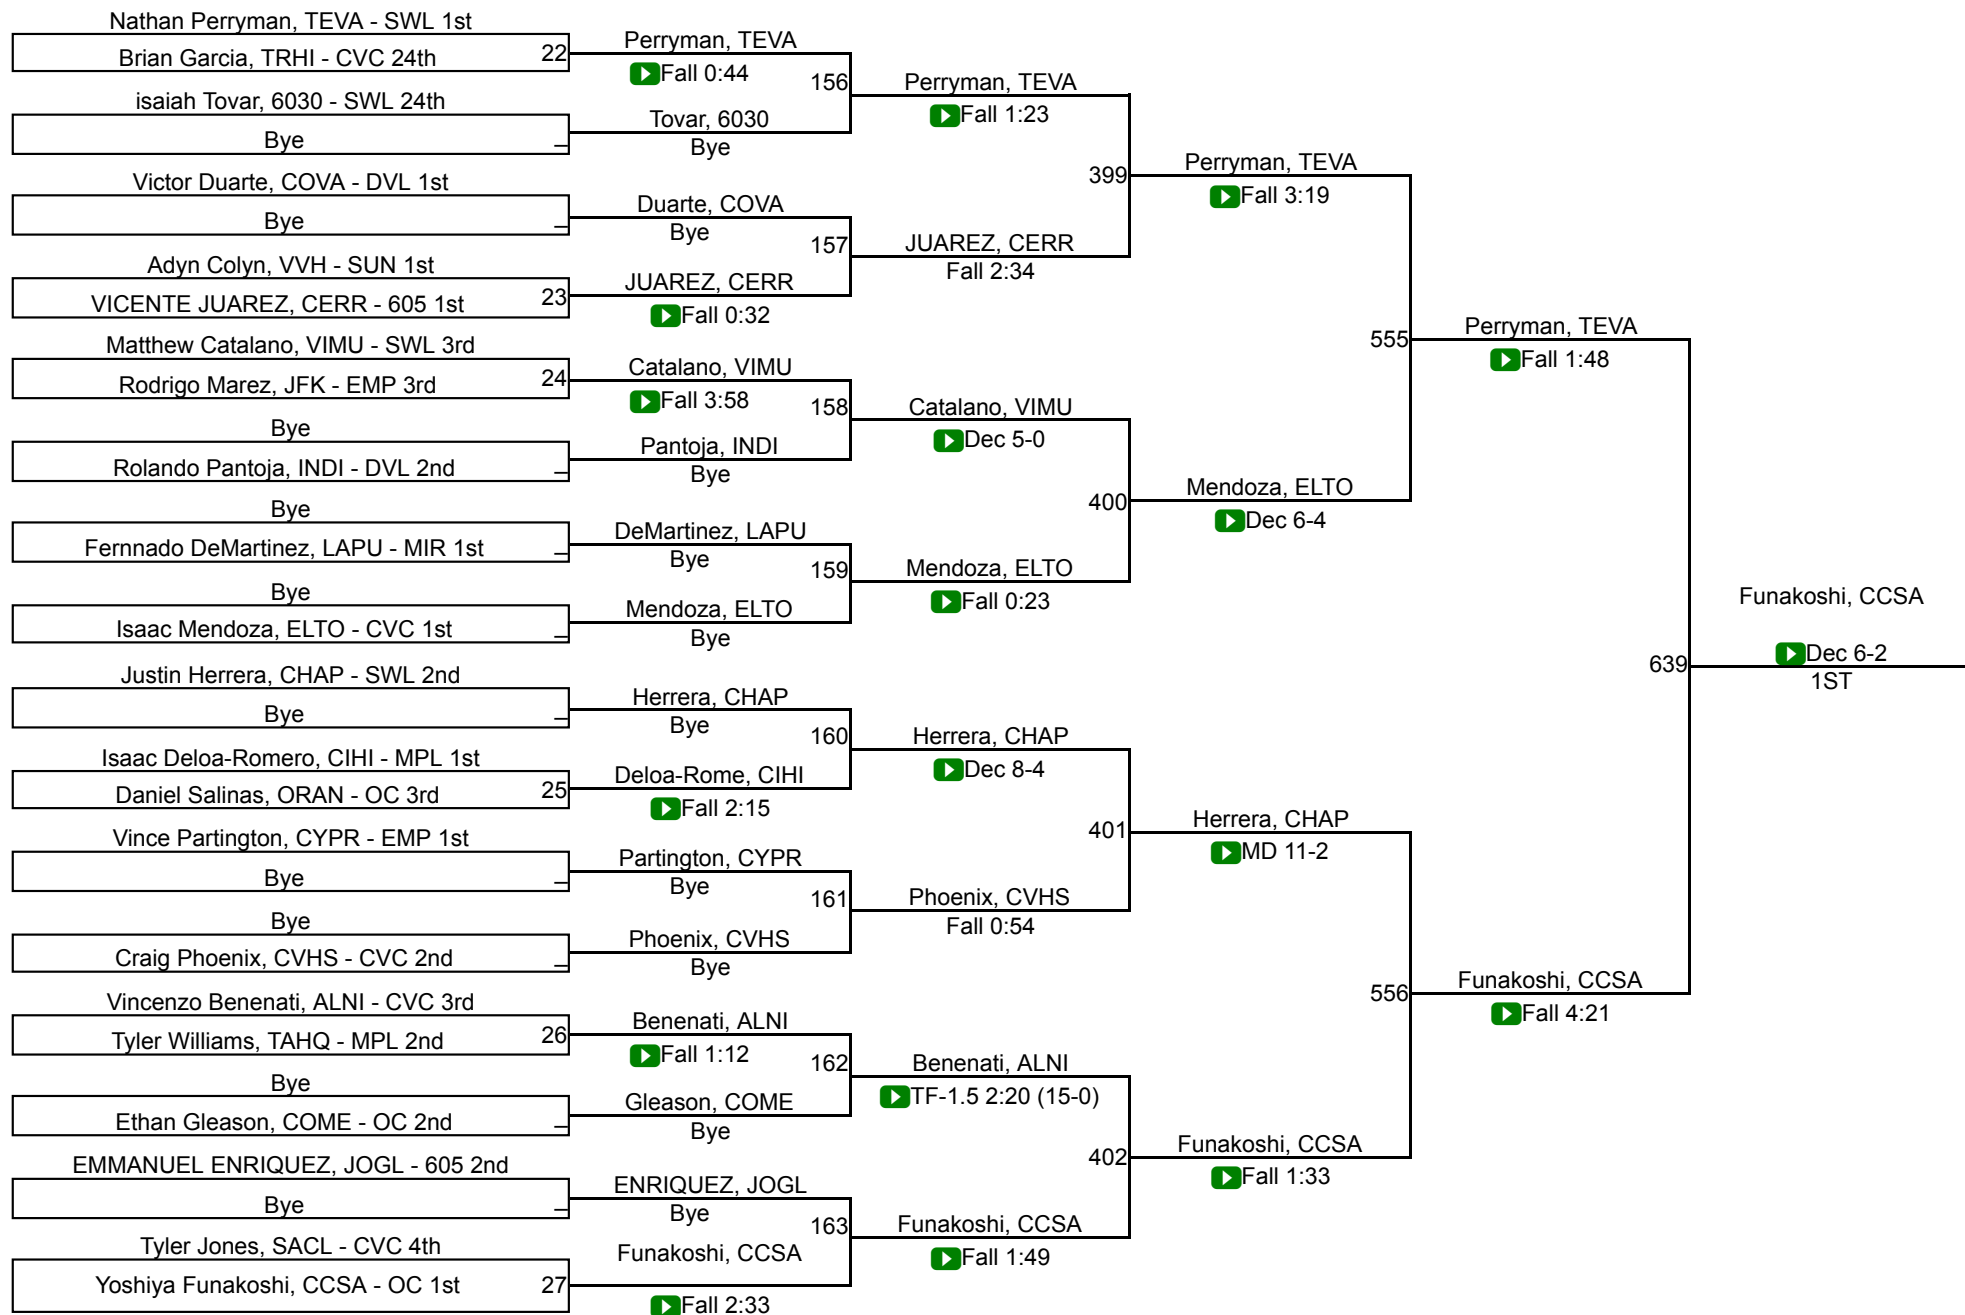 Nathan Perryman, TEVA - SWL 1st
Brian Garcia, TRHI - CVC 24th
22
isaiah Tovar, 6030 - SWL 24th
Bye
Victor Duarte, COVA - DVL 1st
Bye
Adyn Colyn, VVH - SUN 1st
VICENTE JUAREZ, CERR - 605 1st
23
Matthew Catalano, VIMU - SWL 3rd
Rodrigo Marez, JFK - EMP 3rd
24
Bye
Rolando Pantoja, INDI - DVL 2nd
Bye
Fernnado DeMartinez, LAPU - MIR 1st
Bye
Isaac Mendoza, ELTO - CVC 1st
Justin Herrera, CHAP - SWL 2nd
Bye
Isaac Deloa-Romero, CIHI - MPL 1st
Daniel Salinas, ORAN - OC 3rd
25
Vince Partington, CYPR - EMP 1st
Bye
Bye
Craig Phoenix, CVHS - CVC 2nd
Vincenzo Benenati, ALNI - CVC 3rd
Tyler Williams, TAHQ - MPL 2nd
26
Bye
Ethan Gleason, COME - OC 2nd
EMMANUEL ENRIQUEZ, JOGL - 605 2nd
Bye
Tyler Jones, SACL - CVC 4th
Yoshiya Funakoshi, CCSA - OC 1st
27
Perryman, TEVA
Fall 0:44
156
Tovar, 6030
Bye
Duarte, COVA
Bye
157
JUAREZ, CERR
Fall 0:32
Catalano, VIMU
Fall 3:58
158
Pantoja, INDI
Bye
DeMartinez, LAPU
Bye
159
Mendoza, ELTO
Bye
Herrera, CHAP
Bye
160
Deloa-Rome, CIHI
Fall 2:15
Partington, CYPR
Bye
161
Phoenix, CVHS
Bye
Benenati, ALNI
Fall 1:12
162
Gleason, COME
Bye
ENRIQUEZ, JOGL
Bye
163
Funakoshi, CCSA
Fall 2:33
Perryman, TEVA
Fall 1:23
399
JUAREZ, CERR
Fall 2:34
Catalano, VIMU
Dec 5-0
400
Mendoza, ELTO
Fall 0:23
Herrera, CHAP
Dec 8-4
401
Phoenix, CVHS
Fall 0:54
Benenati, ALNI
TF-1.5 2:20 (15-0)
402
Funakoshi, CCSA
Fall 1:49
Perryman, TEVA
Fall 3:19
555
Mendoza, ELTO
Dec 6-4
Herrera, CHAP
MD 11-2
556
Funakoshi, CCSA
Fall 1:33
Perryman, TEVA
Fall 1:48
639
Funakoshi, CCSA
Fall 4:21
Funakoshi, CCSA
Dec 6-2
1ST